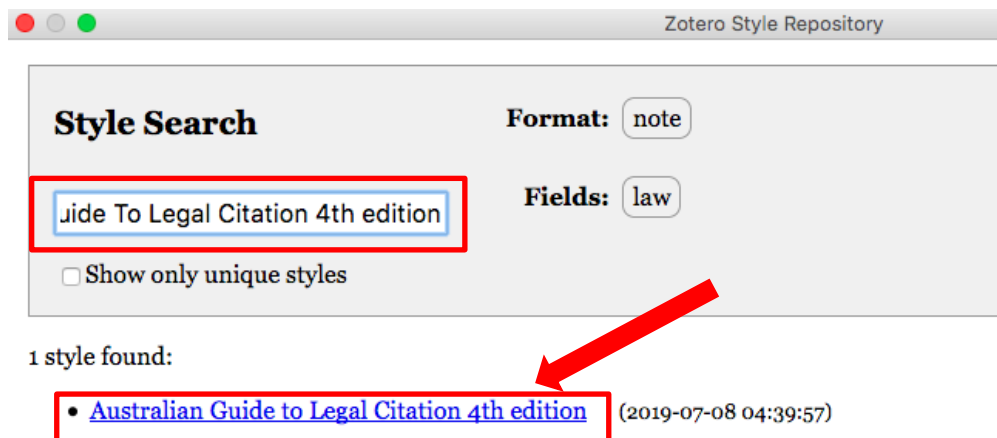 Zotero Style Repository
Style Search
Format: note
Fields: law
uide To Legal Citation 4th edition
Show only unique styles
1 style found:
• Australian Guide to Legal Citation 4th edition (2019-07-08 04:39:57)